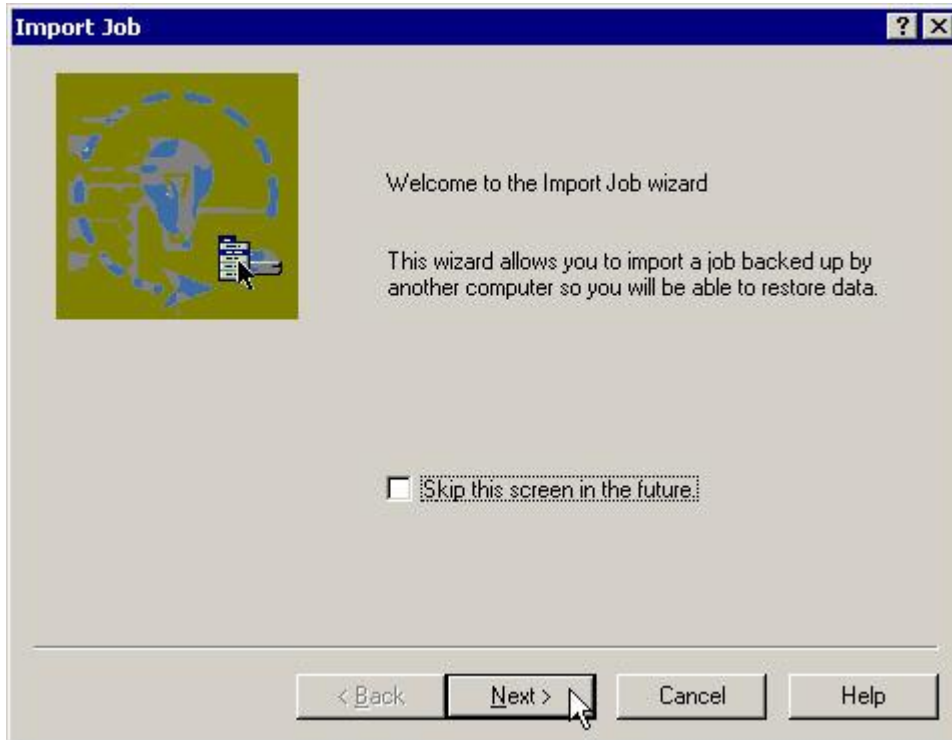 Import Job
Welcome to the Import Job wizard
This wizard allows you to import a job backed up by
another computer so you will be able to restore data.
Skip this screen in the future.
< Back
Next >
Cancel
Help